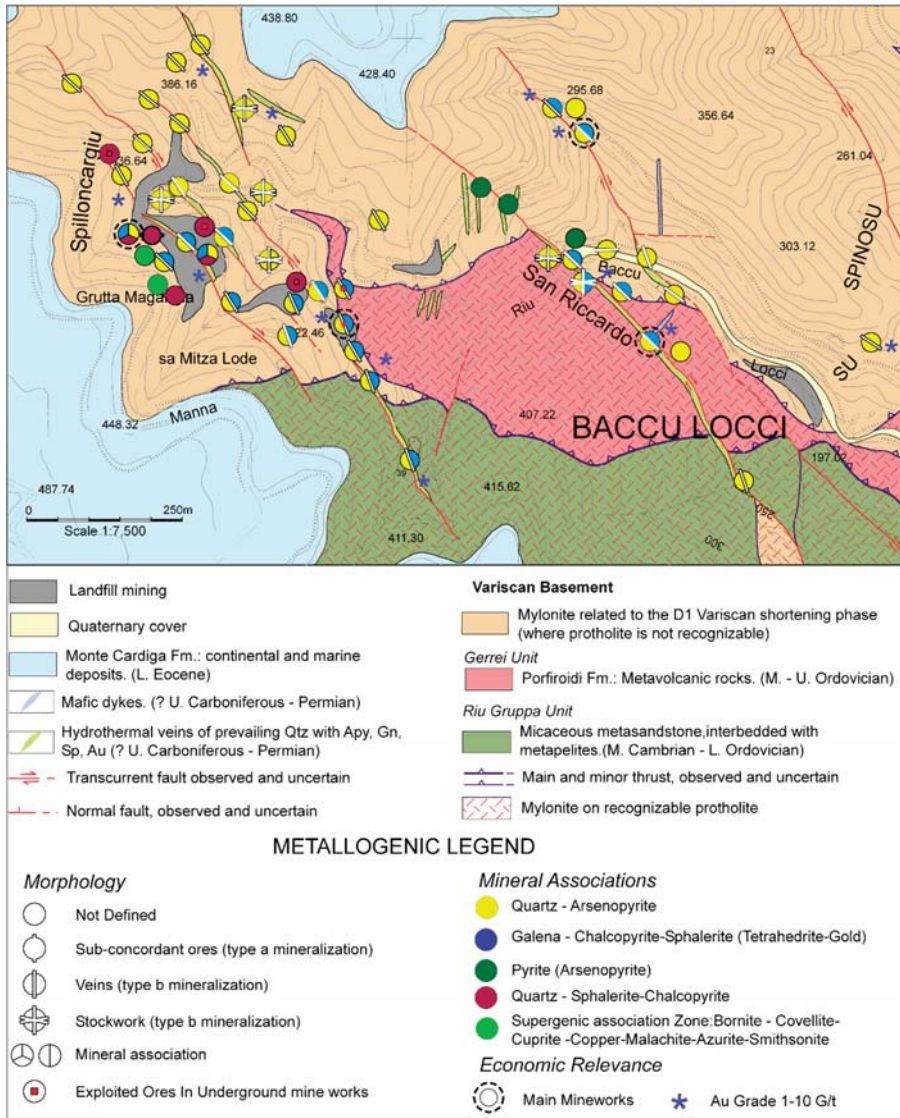 438.80
428.40
386.16
295.68
23
356.64
261.04
36.64
Spilloncargiu
303.12
SPINOSU
SU
Baccu
San Riccardo
Riu
Grutta Maga
22.46
sa Mitza Lode
Locci
Manna
448.32
407.22
BACCU LOCCI
197.02
487.74
39
415.62
250
300
411.30
0 250m
Scale 1:7,500
Landfill mining
Quaternary cover
Monte Cardiga Fm.: continental and marine
deposits. (L. Eocene)
Mafic dykes. (? U. Carboniferous - Permian)
Hydrothermal veins of prevailing Qtz with Apy, Gn,
Sp, Au (? U. Carboniferous - Permian)
Transcurrent fault observed and uncertain
Normal fault, observed and uncertain
Variscan Basement
Mylonite related to the D1 Variscan shortening phase
(where protholite is not recognizable)
Gerrei Unit
Porfiroidi Fm.: Metavolcanic rocks. (M. - U. Ordovician)
Riu Gruppa Unit
Micaceous metasandstone,interbedded with
metapelites.(M. Cambrian - L. Ordovician)
Main and minor thrust, observed and uncertain
Mylonite on recognizable protholite
METALLOGENIC LEGEND
Morphology
Not Defined
Sub-concordant ores (type a mineralization)
Veins (type b mineralization)
Stockwork (type b mineralization)
Mineral association
Exploited Ores In Underground mine works
Mineral Associations
Quartz - Arsenopyrite
Galena - Chalcopyrite-Sphalerite (Tetrahedrite-Gold)
Pyrite (Arsenopyrite)
Quartz - Sphalerite-Chalcopyrite
Supergenic association Zone:Bornite - Covellite-
Cuprite -Copper-Malachite-Azurite-Smithsonite
Economic Relevance
Main Mineworks
Au Grade 1-10 G/t